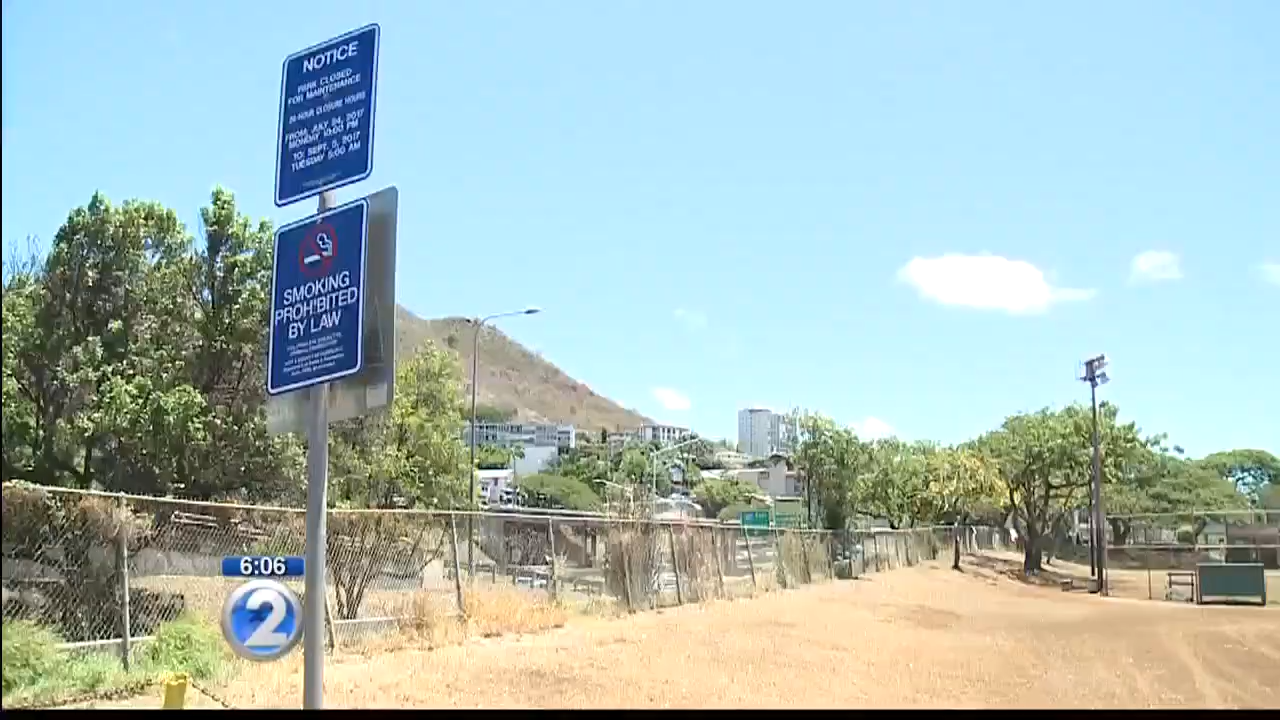 NOTICE
PARK CLOSED
FOR MAINTENANCE
24-HOUR CLOSURE HOURS
FROM: JULY 24, 2017
MONDAY 10:00 PM
TO: SEPT. 5, 2017
TUESDAY 5:00 AM
SMOKING
PROHIBITED
BY LAW
6:06
2